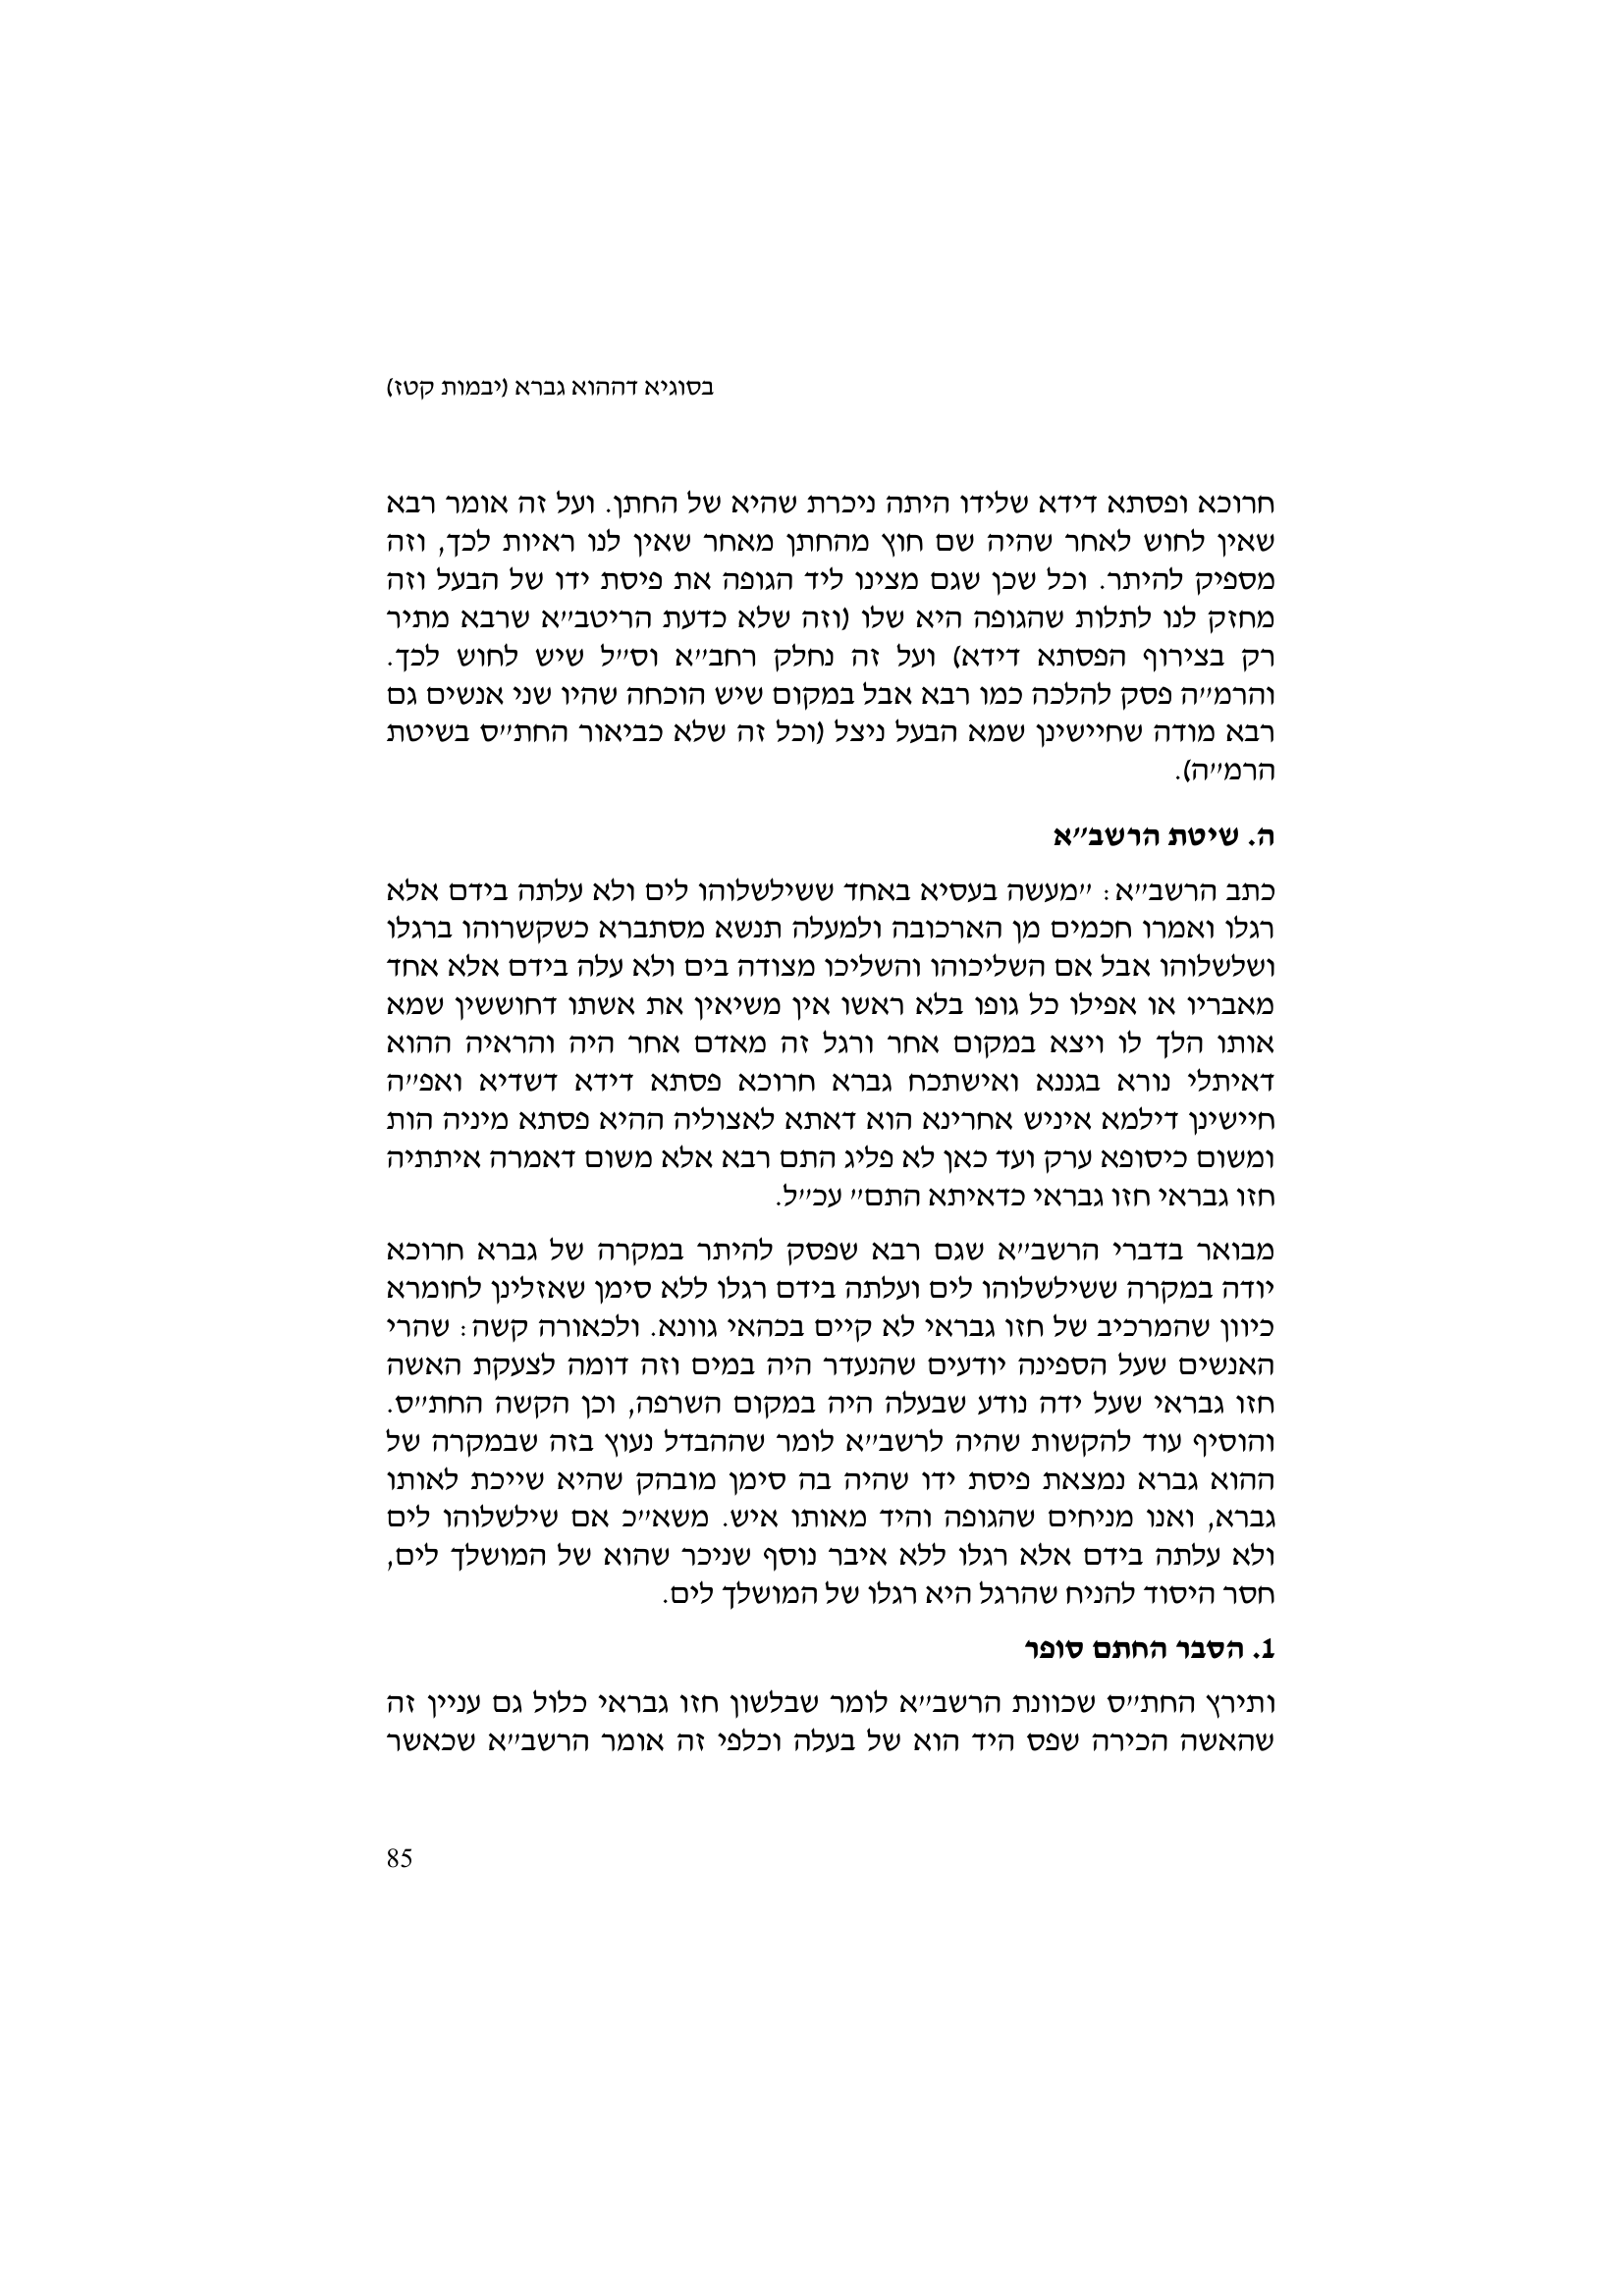 בסוגיא דההוא גברא (יבמות קטז)
חרוכא ופסתא דידא שלידו היתה ניכרת שהיא של החתן. ועל זה אומר רבא
שאין לחוש לאחר שהיה שם חוץ מהחתן מאחר שאין לנו ראיות לכך, וזה
מספיק להיתר. וכל שכן שגם מצינו ליד הגופה את פיסת ידו של הבעל וזה
מחזק לנו לתלות שהגופה היא שלו (וזה שלא כדעת הריטב״א שרבא מתיר
רק בצירוף הפסתא דידא) ועל זה נחלק רחב״א וס״ל שיש לחוש לכך.
והרמ״ה פסק להלכה כמו רבא אבל במקום שיש הוכחה שהיו שני אנשים גם
רבא מודה שחיישינן שמא הבעל ניצל (וכל זה שלא כביאור החת״ס בשיטת
הרמ״ה).
ה. שיטת הרשב״א
כתב הרשב״א: ״מעשה בעסיא באחד ששילשלוהו לים ולא עלתה בידם אלא
רגלו ואמרו חכמים מן הארכובה ולמעלה תנשא מסתברא כשקשרוהו ברגלו
ושלשלוהו אבל אם השליכוהו והשליכו מצודה בים ולא עלה בידם אלא אחד
מאבריו או אפילו כל גופו בלא ראשו אין משיאין את אשתו דחוששין שמא
אותו הלך לו ויצא במקום אחר ורגל זה מאדם אחר היה והראיה ההוא
דאיתלי נורא בגננא ואישתכח גברא חרוכא פסתא דידא דשדיא ואפ״ה
חיישינן דילמא איניש אחרינא הוא דאתא לאצוליה ההיא פסתא מיניה הות
ומשום כיסופא ערק ועד כאן לא פליג התם רבא אלא משום דאמרה איתתיה
חזו גבראי חזו גבראי כדאיתא התם״ עכ״ל.
מבואר בדברי הרשב״א שגם רבא שפסק להיתר במקרה של גברא חרוכא
יודה במקרה ששילשלוהו לים ועלתה בידם רגלו ללא סימן שאזלינן לחומרא
כיוון שהמרכיב של חזו גבראי לא קיים בכהאי גוונא. ולכאורה קשה: שהרי
האנשים שעל הספינה יודעים שהנעדר היה במים וזה דומה לצעקת האשה
חזו גבראי שעל ידה נודע שבעלה היה במקום השרפה, וכן הקשה החת״ס.
והוסיף עוד להקשות שהיה לרשב״א לומר שההבדל נעוץ בזה שבמקרה של
ההוא גברא נמצאת פיסת ידו שהיה בה סימן מובהק שהיא שייכת לאותו
גברא, ואנו מניחים שהגופה והיד מאותו איש. משא״כ אם שילשלוהו לים
ולא עלתה בידם אלא רגלו ללא איבר נוסף שניכר שהוא של המושלך לים,
חסר היסוד להניח שהרגל היא רגלו של המושלך לים.
1. הסבר החתם סופר
ותירץ החת״ס שכוונת הרשב״א לומר שבלשון חזו גבראי כלול גם עניין זה
שהאשה הכירה שפס היד הוא של בעלה וכלפי זה אומר הרשב״א שכאשר
85